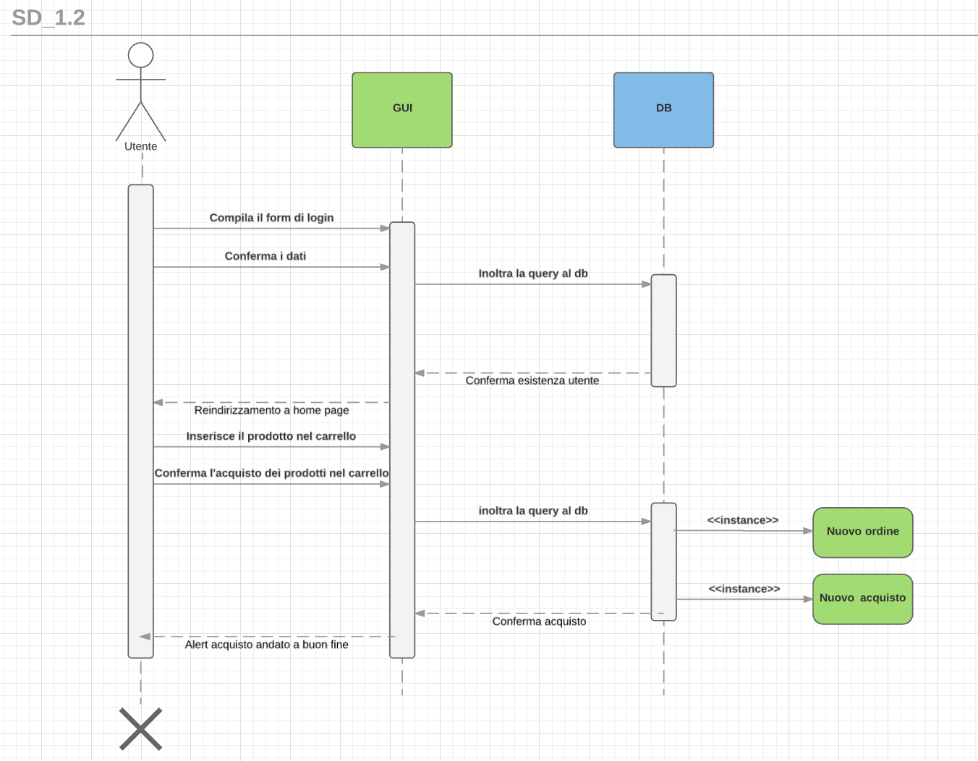 SD_1.2
Utente
GUI
DB
Compila il form di login
Conferma i dati
Inoltra la query al db
Conferma esistenza utente
Reindirizzamento a home page
Inserisce il prodotto nel carrello
Conferma l'acquisto dei prodotti nel carrello
inoltra la query al db
<<instance>>
Nuovo ordine
<<instance>>
Nuovo acquisto
Conferma acquisto
Alert acquisto andato a buon fine